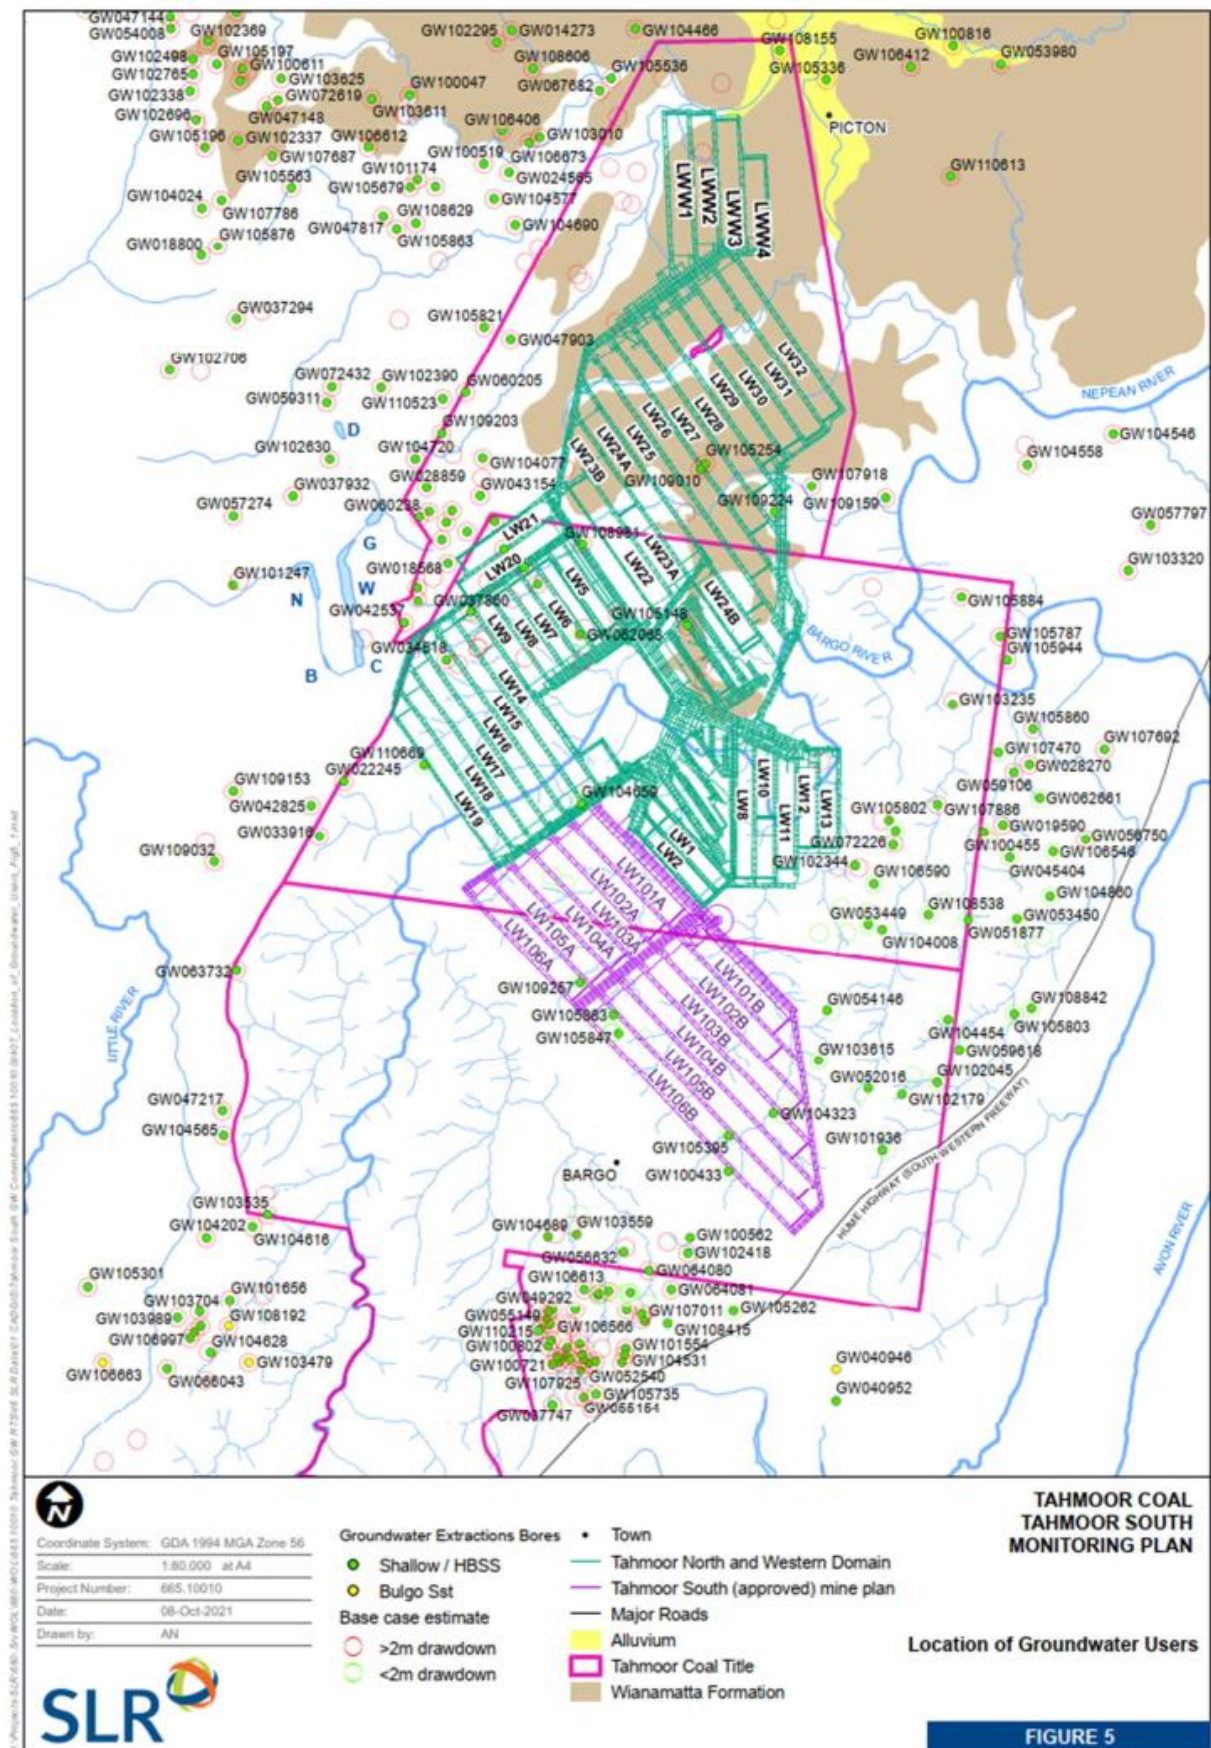 GW047144
GW054008
GW102369
GW102295
GW014273
GW104466
GW108155
GW100816
GW102498
GW105197
GW108606
GW106412
GW053980
GW102765
GW100611
GW105536
GW105336
GW103625
GW067682
GW102338
GW072619
GW100047
GW102696
GW047148
GW103611
PICTON
GW105196
GW102337
GW106612
GW106406
GW103010
GW107687
GW100519
GW106673
GW105563
GW101174
GW024565
GW110613
GW105679
GW104024
GW107786
GW108629
GW104577
LWW1
LWW2
LWW3
LWW4
GW047817
GW104690
GW018800
GW105876
GW105863
GW037294
GW105821
GW047903
GW102706
LW32
LW31
LW30
LW29
LW28
LW27
LW26
LW25
LW24A
LW23B
NEPEAN RIVER
GW072432
GW102390
GW060205
GW059311
GW110523
D
GW109203
GW104546
GW102630
GW104720
GW104077
GW105254
GW104558
GW037932
GW028859
GW043154
GW109010
GW107918
GW057274
GW060238
GW109224
GW109159
GW057797
LW21
GW108981
G
GW018568
LW20
LW5
LW22
LW23A
LW24B
GW103320
GW101247
N
W
GW042537
GW037860
LW6
LW7
LW8
LW9
GW105148
GW105884
GW062068
GW034618
GW105787
BARGO RIVER
GW105944
B
C
LW14
LW15
LW16
LW17
LW18
LW19
GW103235
GW105860
GW110669
GW107470
GW107692
GW022245
GW028270
GW109153
GW059106
GW042825
GW104659
LW10
LW12
LW13
LW8
LW11
GW105802
GW107886
GW062661
GW033916
GW019590
GW109032
LW1
LW2
GW072226
GW056750
GW102344
GW100455
GW106546
GW106590
GW045404
LW101A
LW102A
LW103A
LW104A
LW105A
LW106A
GW104860
GW053449
GW108538
GW053450
GW104008
GW051877
GW063732
GW109257
LW101B
LW102B
LW103B
LW104B
LW105B
LW106B
LITTLE RIVER
GW105883
GW054146
GW108842
GW105847
GW104454
GW105803
GW103615
GW059618
GW052016
GW102045
GW047217
GW102179
GW104565
GW104323
GW105395
GW101936
BARGO
GW100433
HUME HIGHWAY (SOUTH WESTERN FREEWAY)
AVON RIVER
GW103535
GW104202
GW104616
GW104689
GW103559
GW100562
GW056632
GW102418
GW105301
GW101656
GW106613
GW064080
GW103704
GW049292
GW064081
GW103989
GW108192
GW055149
GW107011
GW105262
GW106997
GW104628
GW110215
GW106566
GW108415
GW100802
GW101554
GW106663
GW103479
GW100721
GW104531
GW040946
GW066043
GW107925
GW052540
GW040952
GW105735
GW037747
GW055154
N
Coordinate System: GDA 1994 MGA Zone 56
Scale: 1:80,000 at A4
Project Number: 665.10010
Date: 08-Oct-2021
Drawn by: AN
SLR
Groundwater Extractions Bores
Shallow / HBSS
Bulgo Sst
Base case estimate
>2m drawdown
<2m drawdown
Town
Tahmoor North and Western Domain
Tahmoor South (approved) mine plan
Major Roads
Alluvium
Tahmoor Coal Title
Wianamatta Formation
TAHMOOR COAL
TAHMOOR SOUTH
MONITORING PLAN
Location of Groundwater Users
FIGURE 5